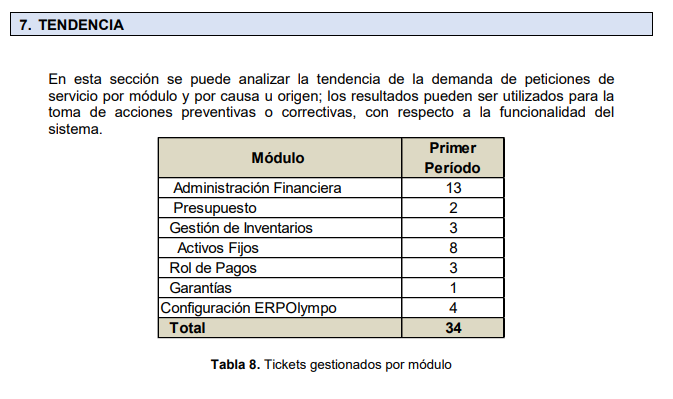 7. TENDENCIA
En esta sección se puede analizar la tendencia de la demanda de peticiones de
servicio por módulo y por causa u origen; los resultados pueden ser utilizados para la
toma de acciones preventivas o correctivas, con respecto a la funcionalidad del
sistema.
Módulo Primer Período
Administración Financiera 13
Presupuesto 2
Gestión de Inventarios 3
Activos Fijos 8
Rol de Pagos 3
Garantías 1
Configuración ERPOlympo 4
Total 34
Tabla 8. Tickets gestionados por módulo